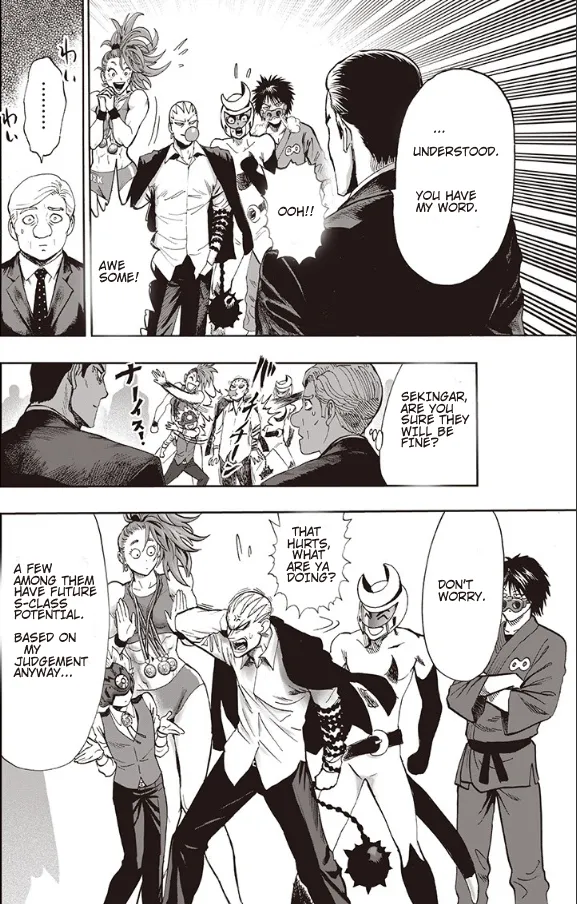 ...
UNDERSTOOD.
YOU HAVE
MY WORD.
OOH!!
AWE
SOME!
わい
わい
………
SEKINGAR,
ARE YOU
SURE THEY
WILL BE
FINE?
ナーイス!
DON'T
WORRY.
THAT
HURTS,
WHAT
ARE YA
DOING?
A FEW
AMONG THEM
HAVE FUTURE
S-CLASS
POTENTIAL.
BASED ON
MY
JUDGEMENT
ANYWAY...